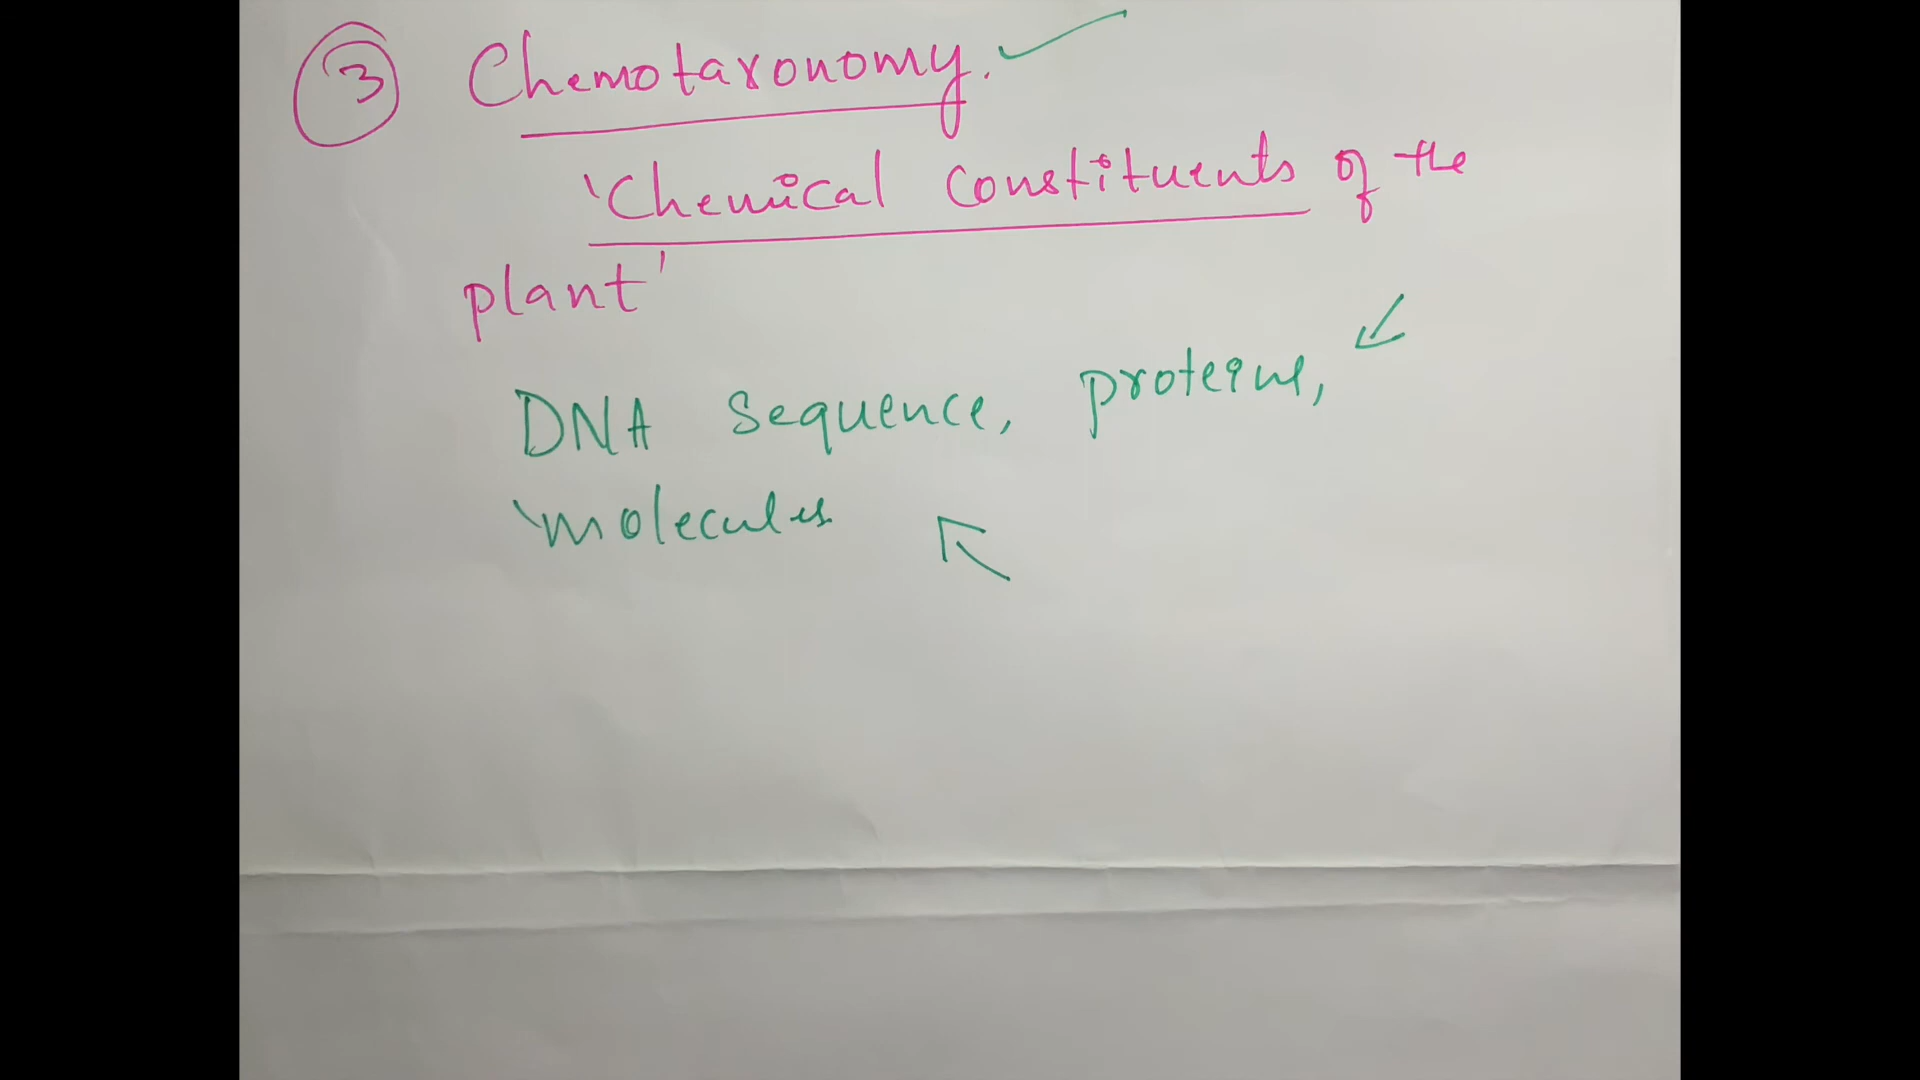 3 Chemotaxonomy.
'Chemical Constituents of the
plant'
DNA Sequence, proteins,
'molecules